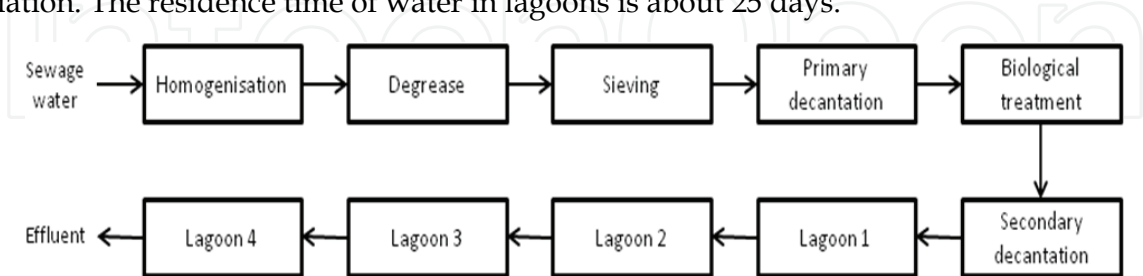 lation. The residence time of water in lagoons is about 25 days.
Sewage
water
Homogenisation
Degrease
Sieving
Primary
decantation
Biological
treatment
Secondary
decantation
Lagoon 1
Lagoon 2
Lagoon 3
Lagoon 4
Effluent